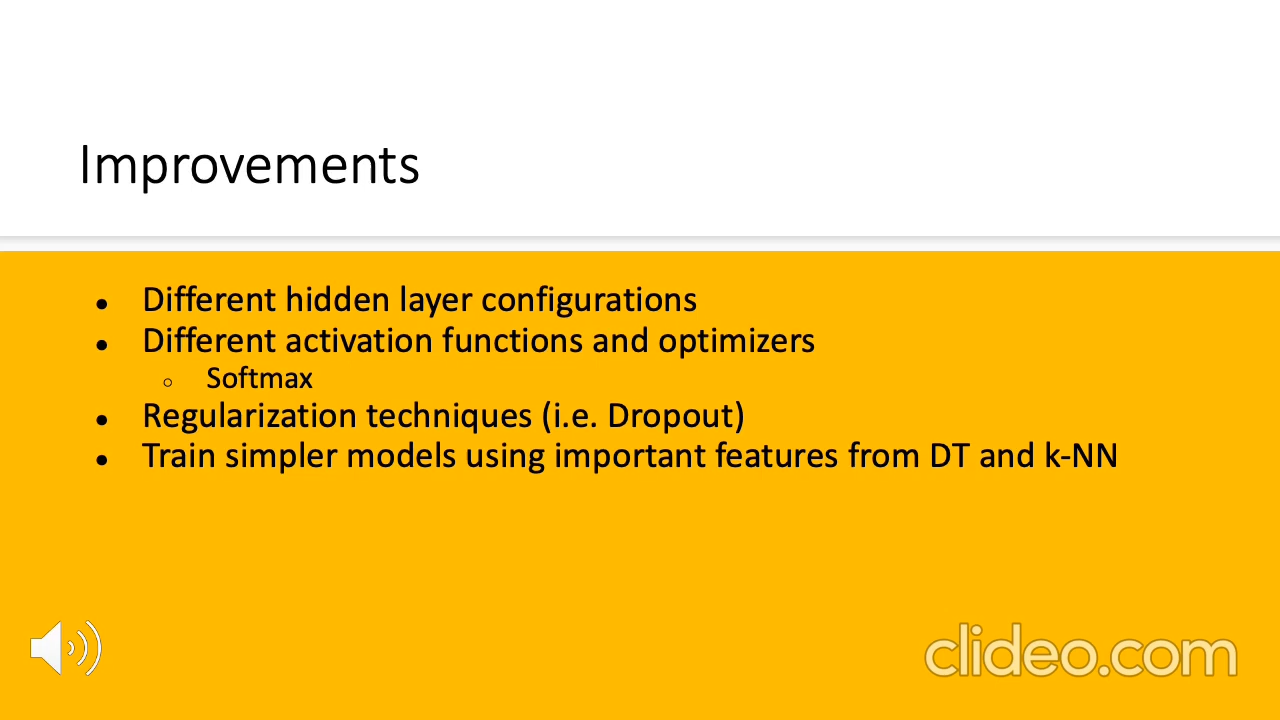 Improvements
● Different hidden layer configurations
● Different activation functions and optimizers
○ Softmax
● Regularization techniques (i.e. Dropout)
● Train simpler models using important features from DT and k-NN
clideo.com